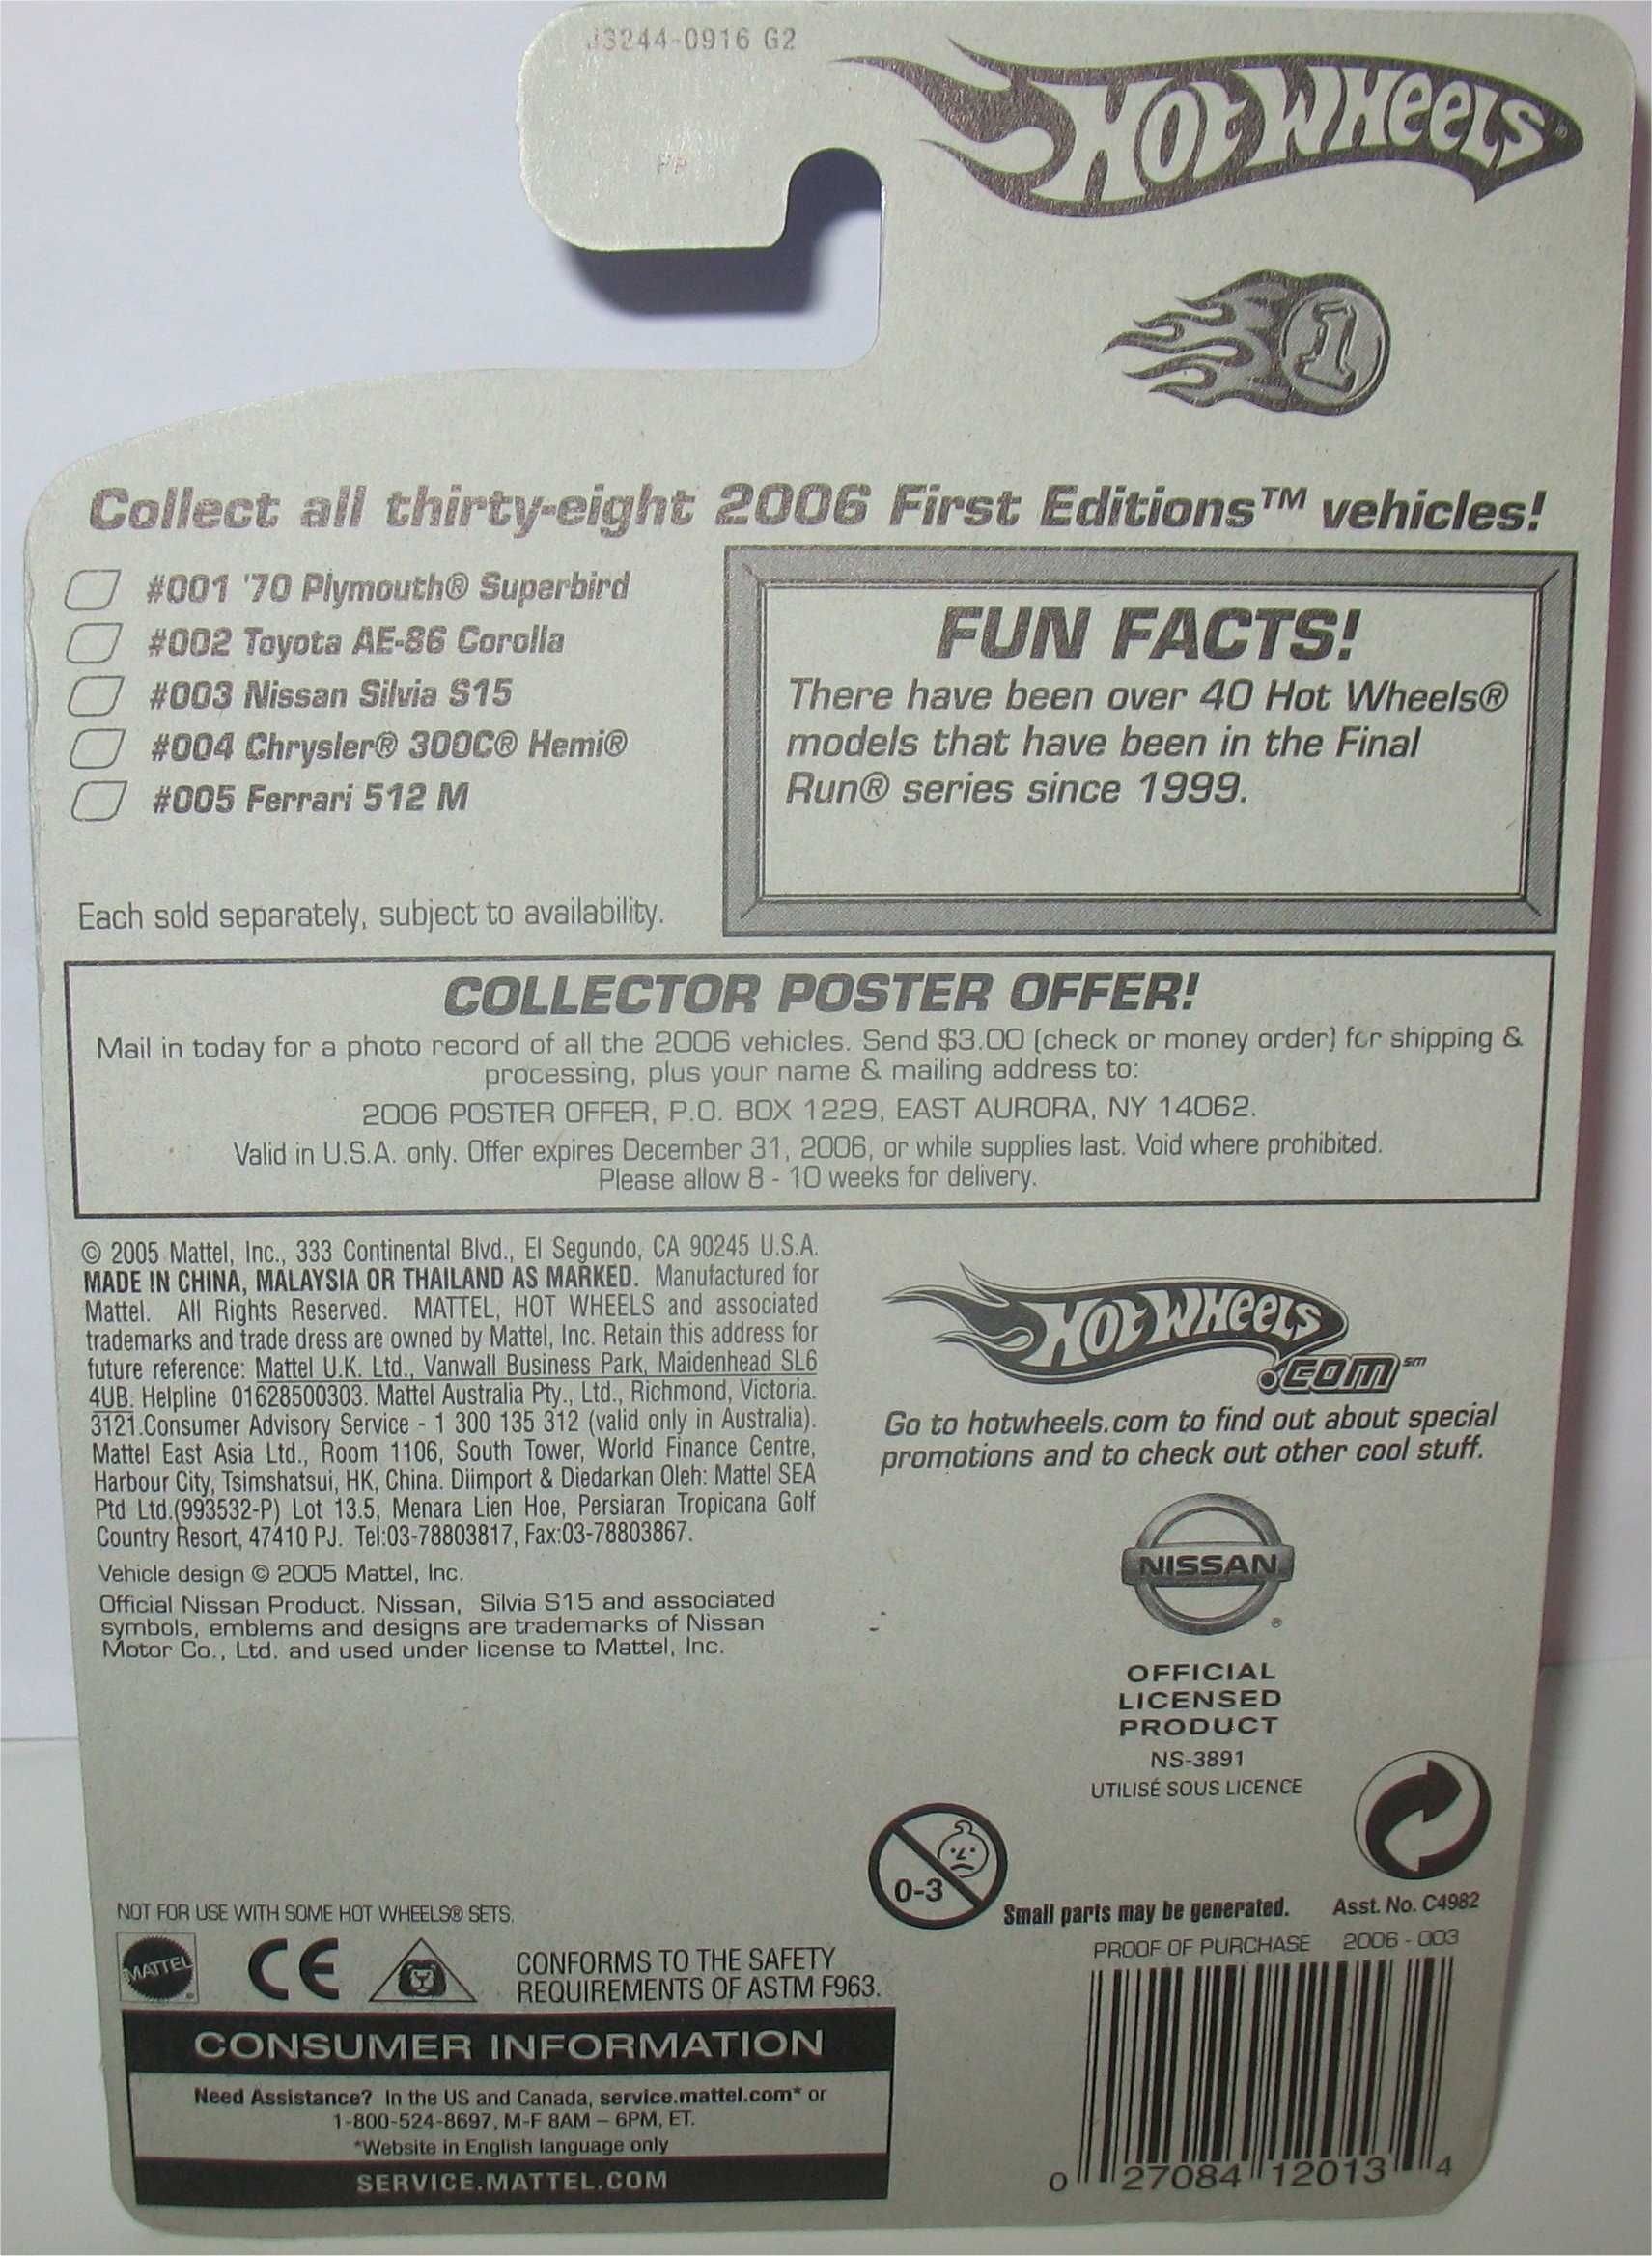 J3244-0916 G2
PP
HOT WHEELS
1
Collect all thirty-eight 2006 First Editions™ vehicles!
#001 '70 Plymouth® Superbird
#002 Toyota AE-86 Corolla
#003 Nissan Silvia S15
#004 Chrysler® 300C® Hemi®
#005 Ferrari 512 M
Each sold separately, subject to availability.
FUN FACTS!
There have been over 40 Hot Wheels®
models that have been in the Final
Run® series since 1999.
COLLECTOR POSTER OFFER!
Mail in today for a photo record of all the 2006 vehicles. Send $3.00 (check or money order) for shipping &
processing, plus your name & mailing address to:
2006 POSTER OFFER, P.O. BOX 1229, EAST AURORA, NY 14062.
Valid in U.S.A. only. Offer expires December 31, 2006, or while supplies last. Void where prohibited.
Please allow 8 - 10 weeks for delivery.
© 2005 Mattel, Inc., 333 Continental Blvd., El Segundo, CA 90245 U.S.A.
MADE IN CHINA, MALAYSIA OR THAILAND AS MARKED. Manufactured for
Mattel. All Rights Reserved. MATTEL, HOT WHEELS and associated
trademarks and trade dress are owned by Mattel, Inc. Retain this address for
future reference: Mattel U.K. Ltd., Vanwall Business Park, Maidenhead SL6
4UB. Helpline 01628500303. Mattel Australia Pty., Ltd., Richmond, Victoria.
3121.Consumer Advisory Service - 1 300 135 312 (valid only in Australia).
Mattel East Asia Ltd., Room 1106, South Tower, World Finance Centre,
Harbour City, Tsimshatsui, HK, China. Diimport & Diedarkan Oleh: Mattel SEA
Ptd Ltd.(993532-P) Lot 13.5, Menara Lien Hoe, Persiaran Tropicana Golf
Country Resort, 47410 PJ. Tel:03-78803817, Fax:03-78803867.
Vehicle design © 2005 Mattel, Inc.
Official Nissan Product. Nissan, Silvia S15 and associated
symbols, emblems and designs are trademarks of Nissan
Motor Co., Ltd. and used under license to Mattel, Inc.
HOT WHEELS
.COM℠
Go to hotwheels.com to find out about special
promotions and to check out other cool stuff.
NISSAN
®
OFFICIAL
LICENSED
PRODUCT
NS-3891
UTILISÉ SOUS LICENCE
0-3
Small parts may be generated.
Asst. No. C4982
PROOF OF PURCHASE 2006 - 003
0 27084 12013 4
NOT FOR USE WITH SOME HOT WHEELS® SETS.
MATTEL
CE
CONFORMS TO THE SAFETY
REQUIREMENTS OF ASTM F963.
CONSUMER INFORMATION
Need Assistance? In the US and Canada, service.mattel.com* or
1-800-524-8697, M-F 8AM – 6PM, ET.
*Website in English language only
SERVICE.MATTEL.COM